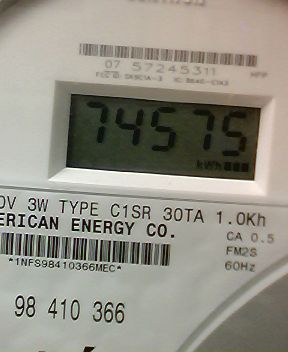 07 57245311
74575
kWh
0V 3W TYPE C1SR 30TA 1.0Kh
ERICAN ENERGY CO.
CA 0.5
FM2S
60Hz
*1NFS98410366MEC*
98 410 366